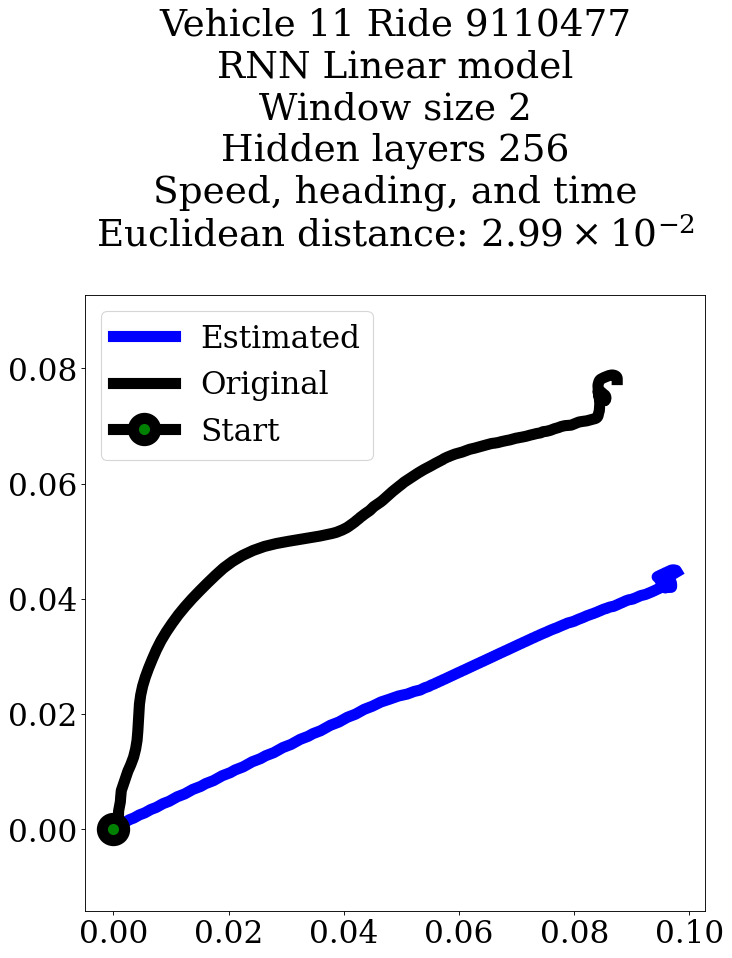 Vehicle 11 Ride 9110477
RNN Linear model
Window size 2
Hidden layers 256
Speed, heading, and time
Euclidean distance: 2.99 × 10⁻²
Estimated
Original
Start
0.08
0.06
0.04
0.02
0.00
0.00 0.02 0.04 0.06 0.08 0.10